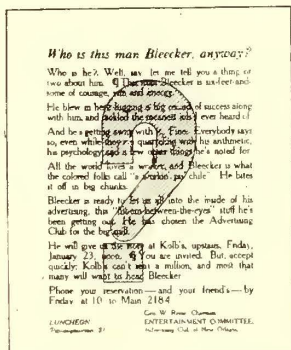 Who is this man Bleecker, anyway?
Who is he? Well, say let me tell you a thing or
two about him. ¶ That man Bleecker is six-feet-and-
some of courage, vim and energy.
He blew in here hugging a big of success along
with him, and tackled the meanest job I ever heard of
And he's getting away with it. Fine. Everybody says
so, even while they're quarreling with his arithmetic,
his psychology and a few other things he's noted for
All the world loves a winner, and Bleecker is what
the colored folks call "a pie" He bites
it off in big chunks.
Bleecker is ready to let us all into the inside of his
advertising, this "between-the-eyes" stuff he's
been getting out. He has chosen the Advertising
Club for the big
He will give us the story at Kolb's, upstairs, Friday,
January 23, noon. ¶ You are invited. But, accept
quickly: Kolb's can't seat a million, and most that
many will want to head Bleecker
Phone your reservation — and your friend's — by
Friday at 10 to Main 2184
Chairman
LUNCHEON ENTERTAINMENT COMMITTEE,
Advertising Club of New Orleans